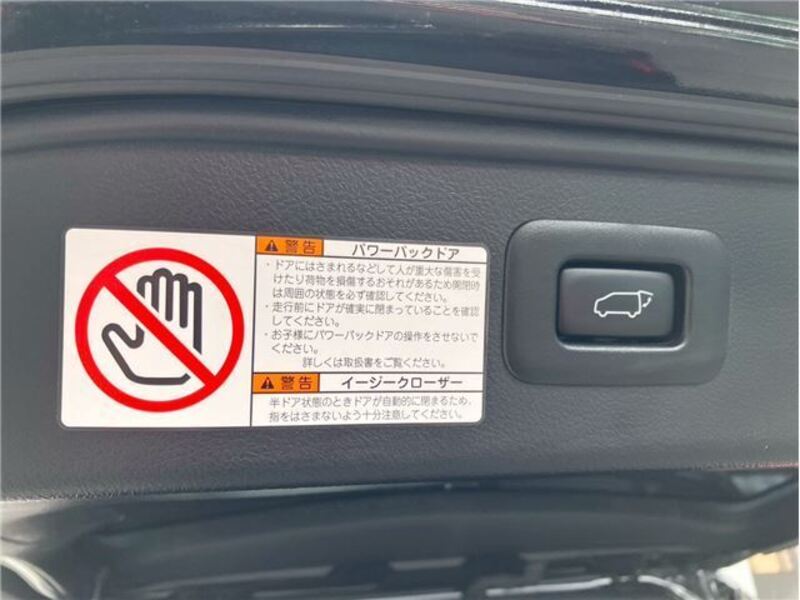 警告 パワーバックドア
・ドアにはさまれるなどして人が重大な傷害を受
けたり荷物を損傷するおそれがあるため開閉時
は周囲の状態を必ず確認してください。
・走行前にドアが確実に閉まっていることを確認
してください。
・お子様にパワーバックドアの操作をさせないで
ください。
詳しくは取扱書をご覧ください。
警告 イージークローザー
半ドア状態のときドアが自動的に閉まるため、
指をはさまないよう十分注意してください。